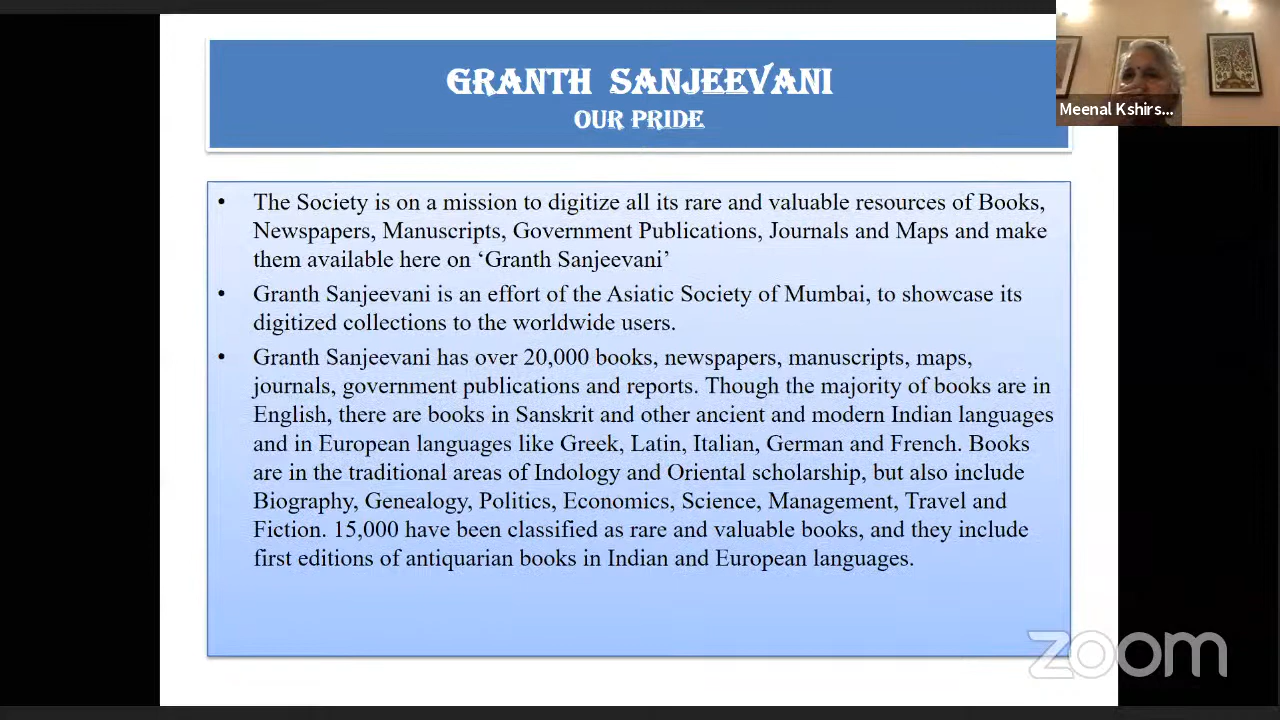 GRANTH SANJEEVANI
OUR PRIDE
Meenal Kshirs...
• The Society is on a mission to digitize all its rare and valuable resources of Books,
Newspapers, Manuscripts, Government Publications, Journals and Maps and make
them available here on ‘Granth Sanjeevani’
• Granth Sanjeevani is an effort of the Asiatic Society of Mumbai, to showcase its
digitized collections to the worldwide users.
• Granth Sanjeevani has over 20,000 books, newspapers, manuscripts, maps,
journals, government publications and reports. Though the majority of books are in
English, there are books in Sanskrit and other ancient and modern Indian languages
and in European languages like Greek, Latin, Italian, German and French. Books
are in the traditional areas of Indology and Oriental scholarship, but also include
Biography, Genealogy, Politics, Economics, Science, Management, Travel and
Fiction. 15,000 have been classified as rare and valuable books, and they include
first editions of antiquarian books in Indian and European languages.
zoom